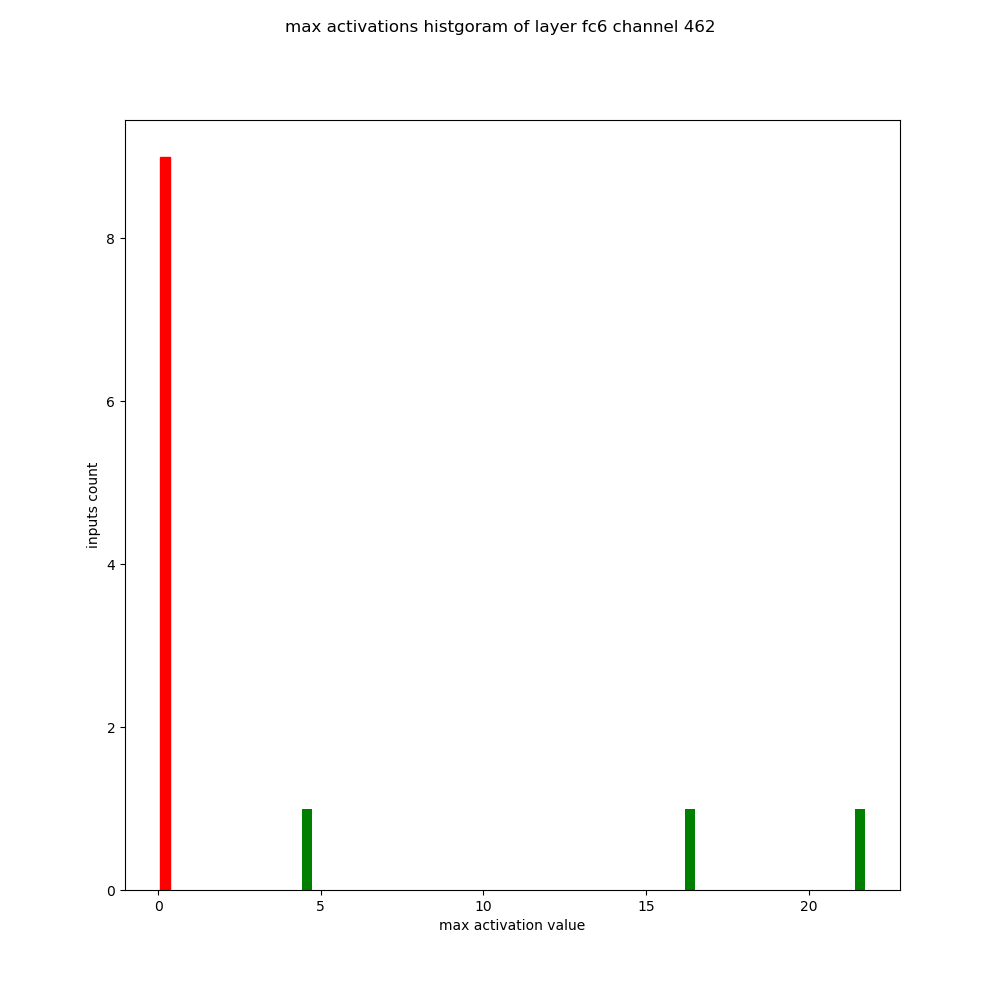 max activations histgoram of layer fc6 channel 462
inputs count
8
6
4
2
0
0 5 10 15 20
max activation value